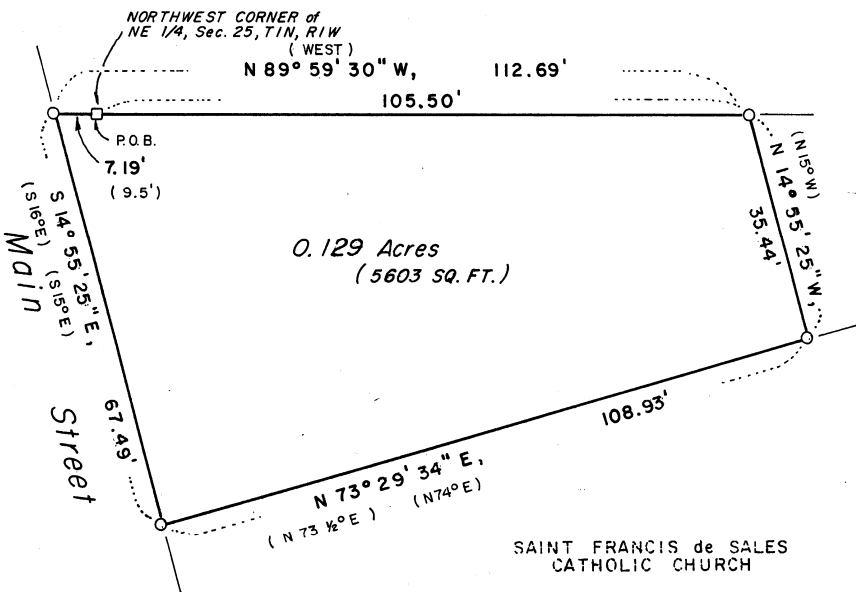 NORTHWEST CORNER of
NE 1/4, Sec. 25, T1N, R1W
( WEST )
N 89° 59' 30" W, 112.69'
105.50'
P.O.B.
7.19'
( 9.5' )
(N 15° W)
N 14° 55' 25" W,
35.44'
S 14° 55' 25" E,
(S 16° E) (S 15° E)
67.49'
Main Street
0.129 Acres
( 5603 SQ. FT. )
108.93'
N 73° 29' 34" E,
( N 73 ½° E ) (N 74° E)
SAINT FRANCIS de SALES
CATHOLIC CHURCH